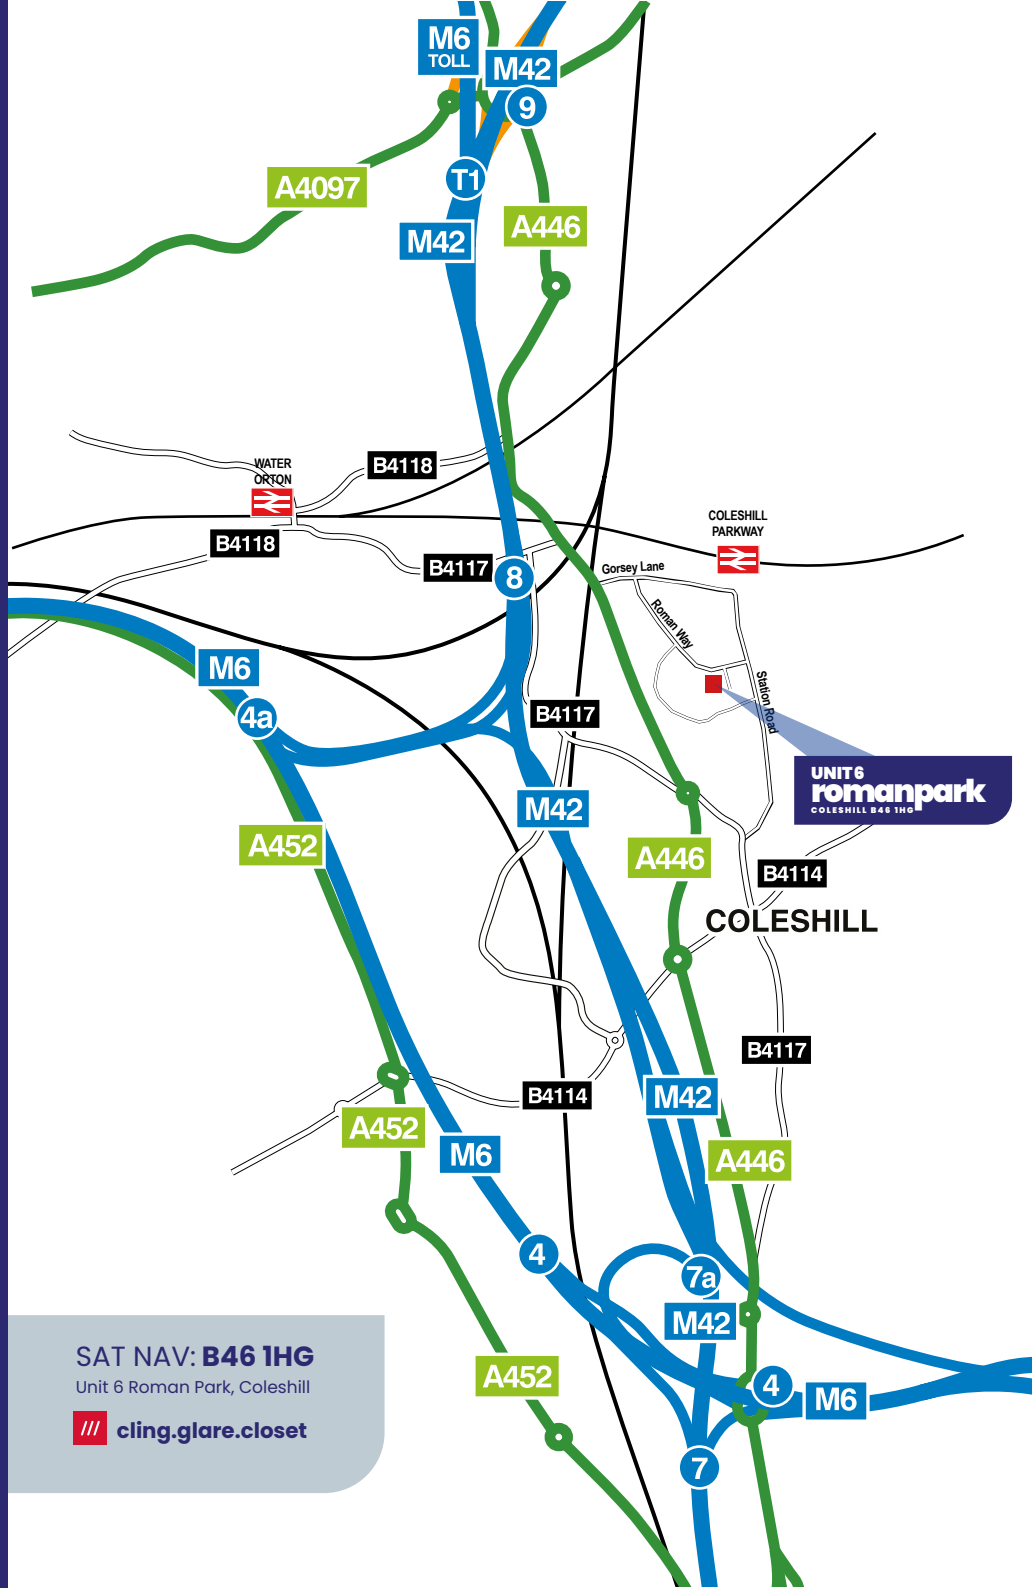 M6
TOLL
M42
9
A4097
T1
A446
M42
WATER
ORTON
B4118
COLESHILL
PARKWAY
B4118
B4117
8
Gorsey Lane
Roman Way
M6
Station Road
4a
B4117
UNIT 6
romanpark
COLESHILL B46 1HG
M42
A452
A446
B4114
COLESHILL
B4117
M42
B4114
A452
M6
A446
4
7a
M42
A452
4
M6
7
SAT NAV: B46 1HG
Unit 6 Roman Park, Coleshill
/// cling.glare.closet